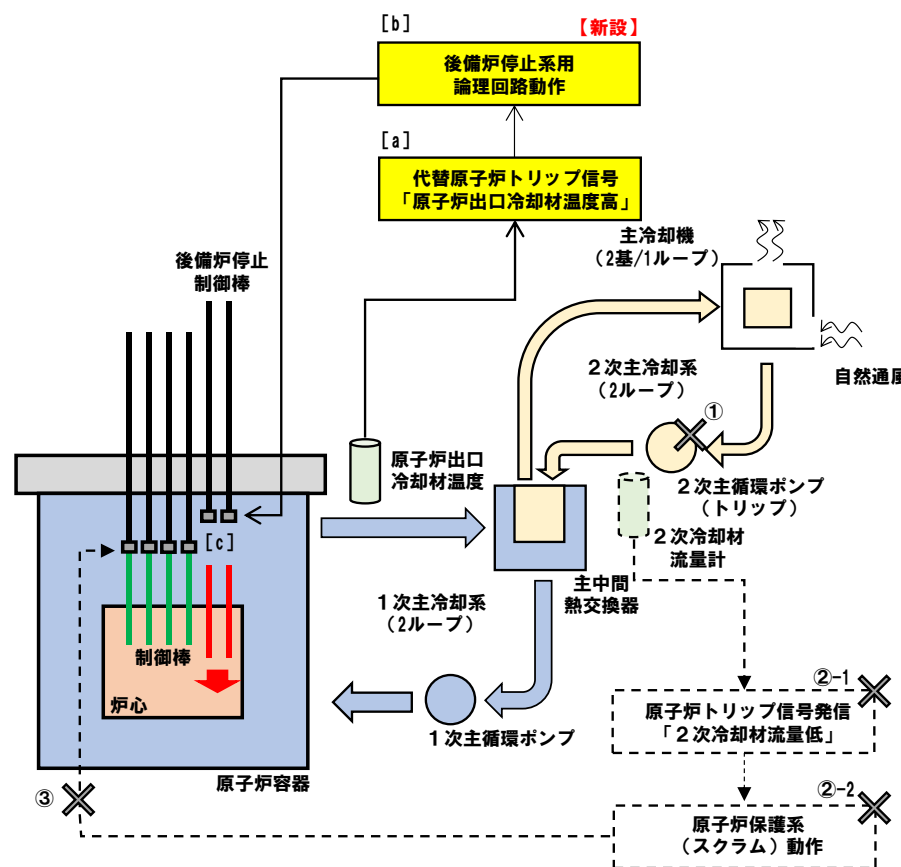 [b]
【新設】
後備炉停止系用
論理回路動作
[a]
代替原子炉トリップ信号
「原子炉出口冷却材温度高」
主冷却機
(2基/1ループ)
後備炉停止
制御棒
自然通風
2次主冷却系
(2ループ)
①
原子炉出口
冷却材温度
2次主循環ポンプ
(トリップ)
[c]
2次冷却材
流量計
主中間
熱交換器
1次主冷却系
(2ループ)
制御棒
炉心
②-1
原子炉トリップ信号発信
「2次冷却材流量低」
1次主循環ポンプ
原子炉容器
③
②-2
原子炉保護系
(スクラム)動作